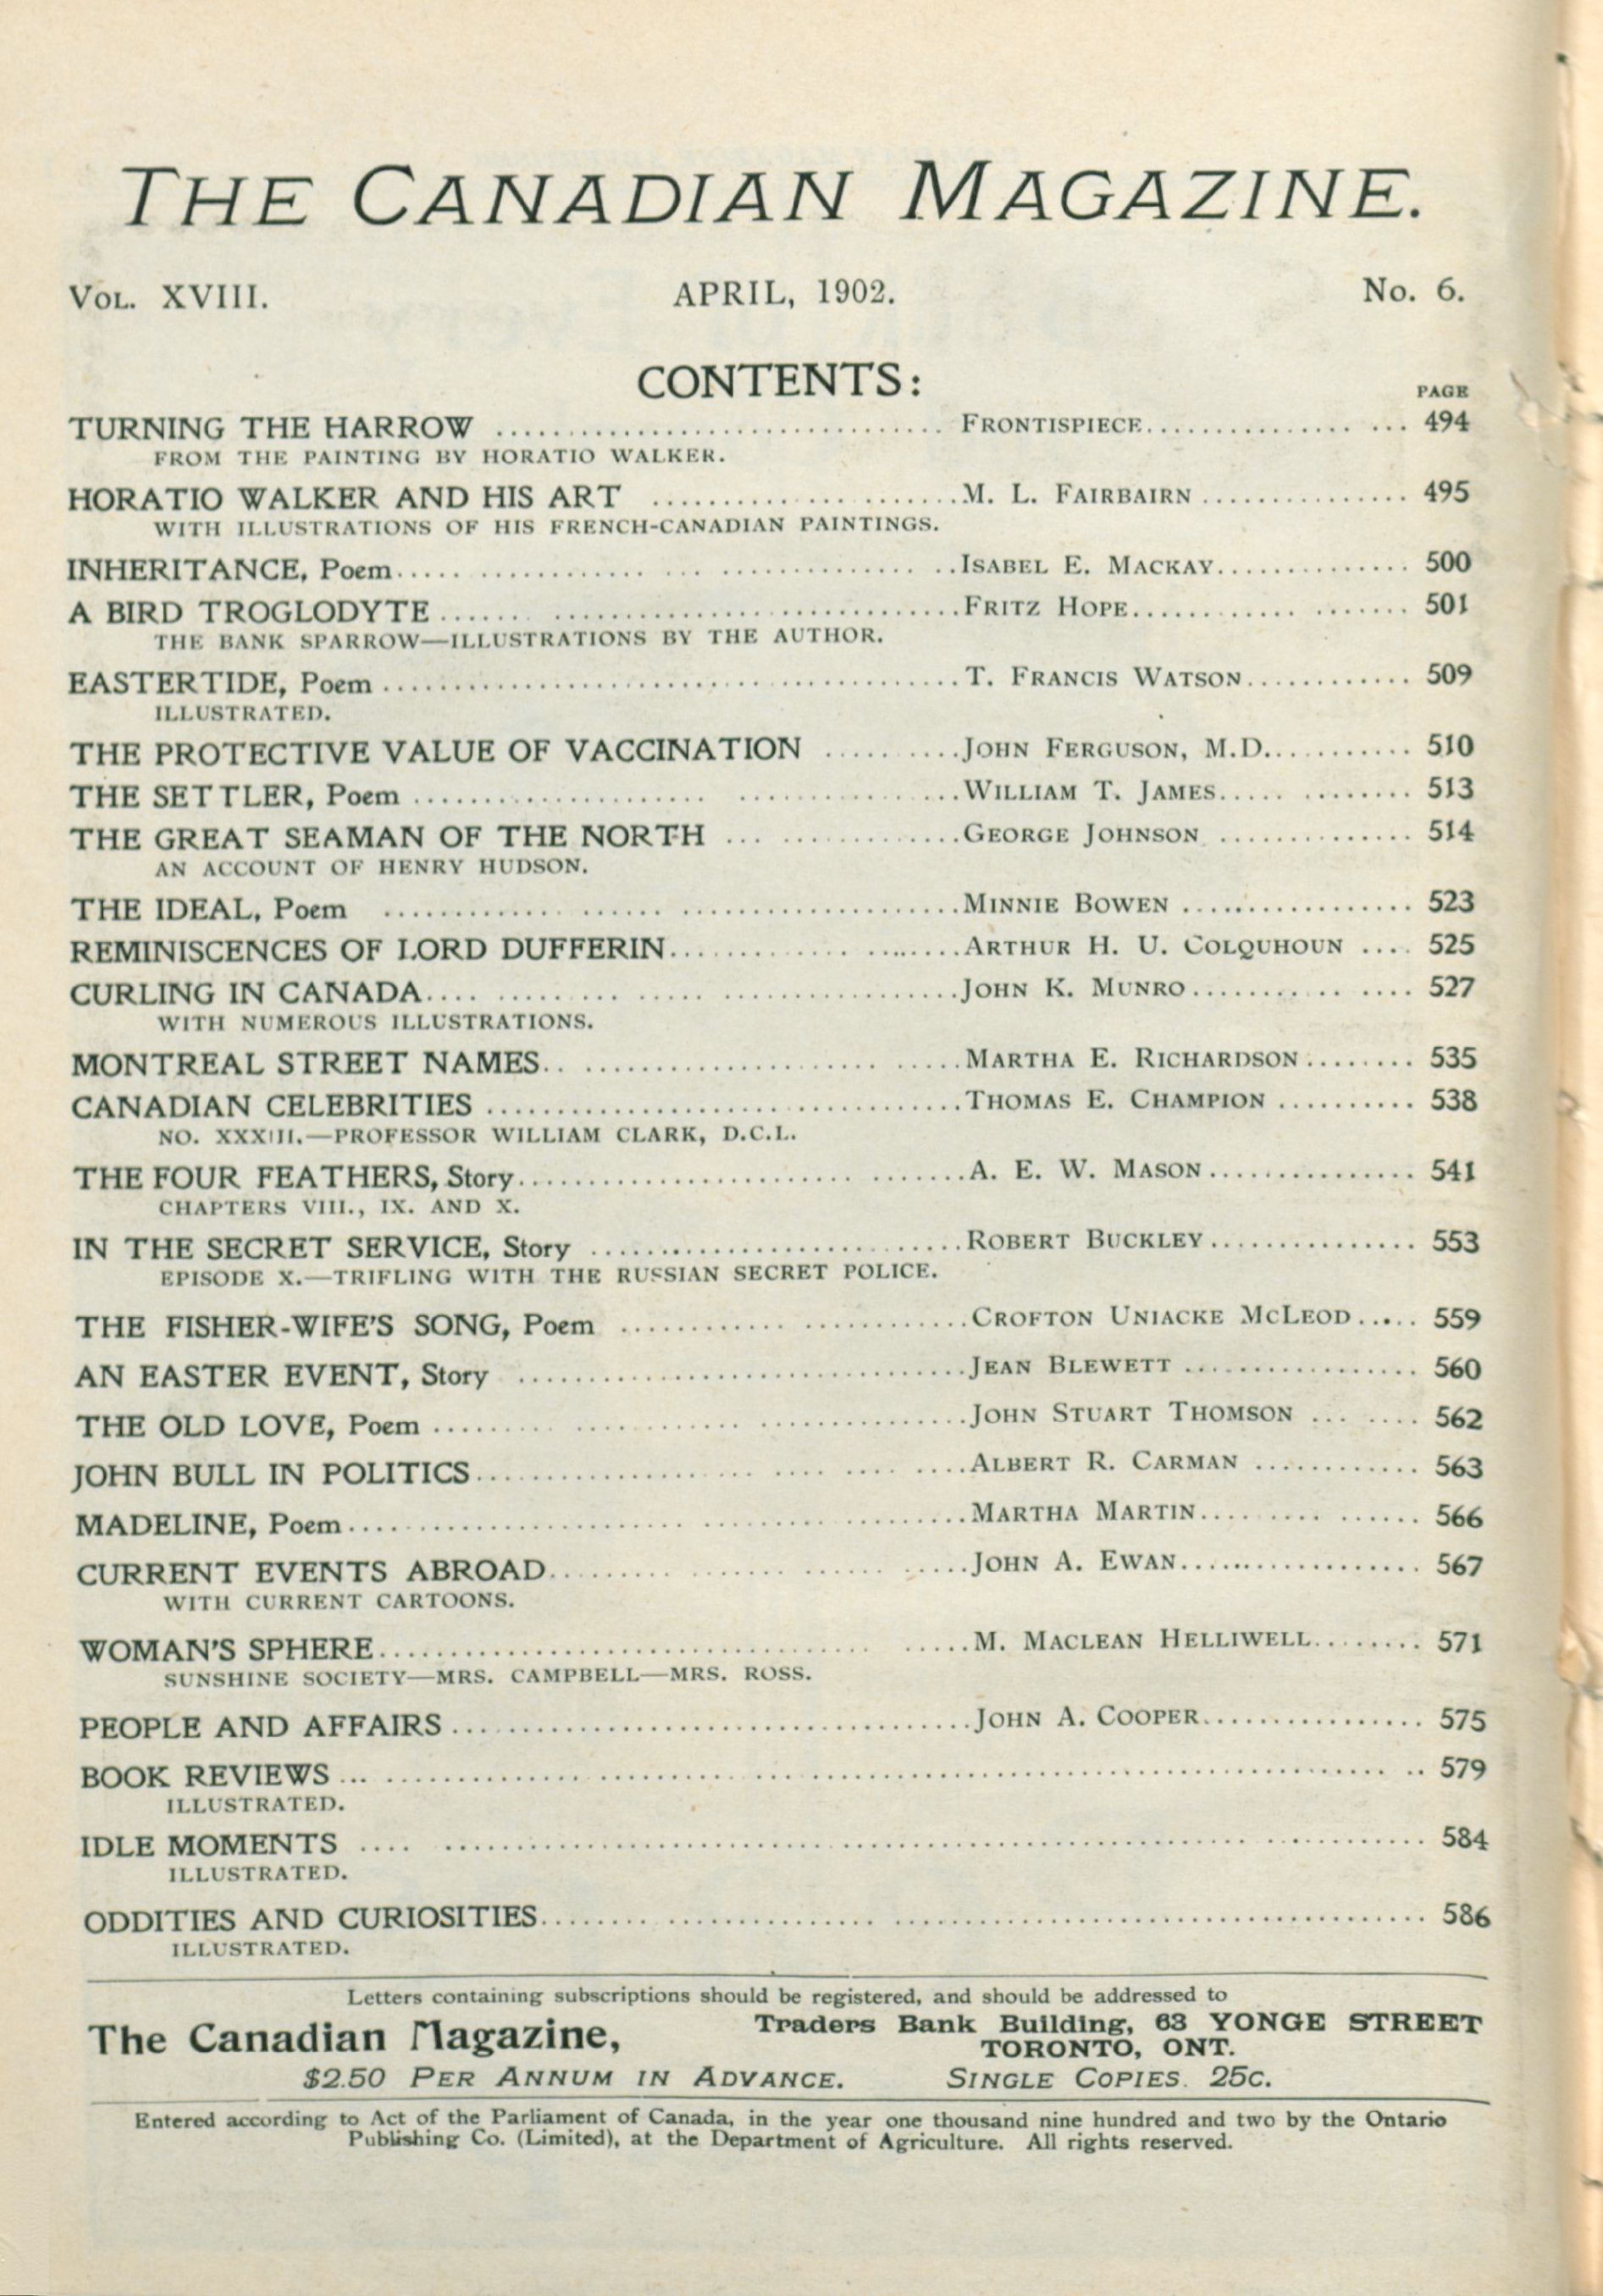 THE CANADIAN MAGAZINE.
VOL. XVIII. APRIL, 1902. No. 6.
CONTENTS:
PAGE
TURNING THE HARROW ........ FRONTISPIECE ........ 494
FROM THE PAINTING BY HORATIO WALKER.
HORATIO WALKER AND HIS ART ........ M. L. FAIRBAIRN ........ 495
WITH ILLUSTRATIONS OF HIS FRENCH-CANADIAN PAINTINGS.
INHERITANCE, Poem ........ ISABEL E. MACKAY ........ 500
A BIRD TROGLODYTE ........ FRITZ HOPE ........ 501
THE BANK SPARROW—ILLUSTRATIONS BY THE AUTHOR.
EASTERTIDE, Poem ........ T. FRANCIS WATSON ........ 509
ILLUSTRATED.
THE PROTECTIVE VALUE OF VACCINATION ........ JOHN FERGUSON, M.D. ........ 510
THE SETTLER, Poem ........ WILLIAM T. JAMES ........ 513
THE GREAT SEAMAN OF THE NORTH ........ GEORGE JOHNSON ........ 514
AN ACCOUNT OF HENRY HUDSON.
THE IDEAL, Poem ........ MINNIE BOWEN ........ 523
REMINISCENCES OF LORD DUFFERIN ........ ARTHUR H. U. COLQUHOUN .... 525
CURLING IN CANADA ........ JOHN K. MUNRO ........ 527
WITH NUMEROUS ILLUSTRATIONS.
MONTREAL STREET NAMES ........ MARTHA E. RICHARDSON ........ 535
CANADIAN CELEBRITIES ........ THOMAS E. CHAMPION ........ 538
NO. XXXIII.—PROFESSOR WILLIAM CLARK, D.C.L.
THE FOUR FEATHERS, Story ........ A. E. W. MASON ........ 541
CHAPTERS VIII., IX. AND X.
IN THE SECRET SERVICE, Story ........ ROBERT BUCKLEY ........ 553
EPISODE X.—TRIFLING WITH THE RUSSIAN SECRET POLICE.
THE FISHER-WIFE'S SONG, Poem ........ CROFTON UNIACKE MCLEOD ..... 559
AN EASTER EVENT, Story ........ JEAN BLEWETT ........ 560
THE OLD LOVE, Poem ........ JOHN STUART THOMSON ........ 562
JOHN BULL IN POLITICS ........ ALBERT R. CARMAN ........ 563
MADELINE, Poem ........ MARTHA MARTIN ........ 566
CURRENT EVENTS ABROAD ........ JOHN A. EWAN ........ 567
WITH CURRENT CARTOONS.
WOMAN'S SPHERE ........ M. MACLEAN HELLIWELL ........ 571
SUNSHINE SOCIETY—MRS. CAMPBELL—MRS. ROSS.
PEOPLE AND AFFAIRS ........ JOHN A. COOPER ........ 575
BOOK REVIEWS ........ 579
ILLUSTRATED.
IDLE MOMENTS ........ 584
ILLUSTRATED.
ODDITIES AND CURIOSITIES ........ 586
ILLUSTRATED.
Letters containing subscriptions should be registered, and should be addressed to
The Canadian Magazine, Traders Bank Building, 63 YONGE STREET
TORONTO, ONT.
$2.50 PER ANNUM IN ADVANCE. SINGLE COPIES. 25C.
Entered according to Act of the Parliament of Canada, in the year one thousand nine hundred and two by the Ontario
Publishing Co. (Limited), at the Department of Agriculture. All rights reserved.